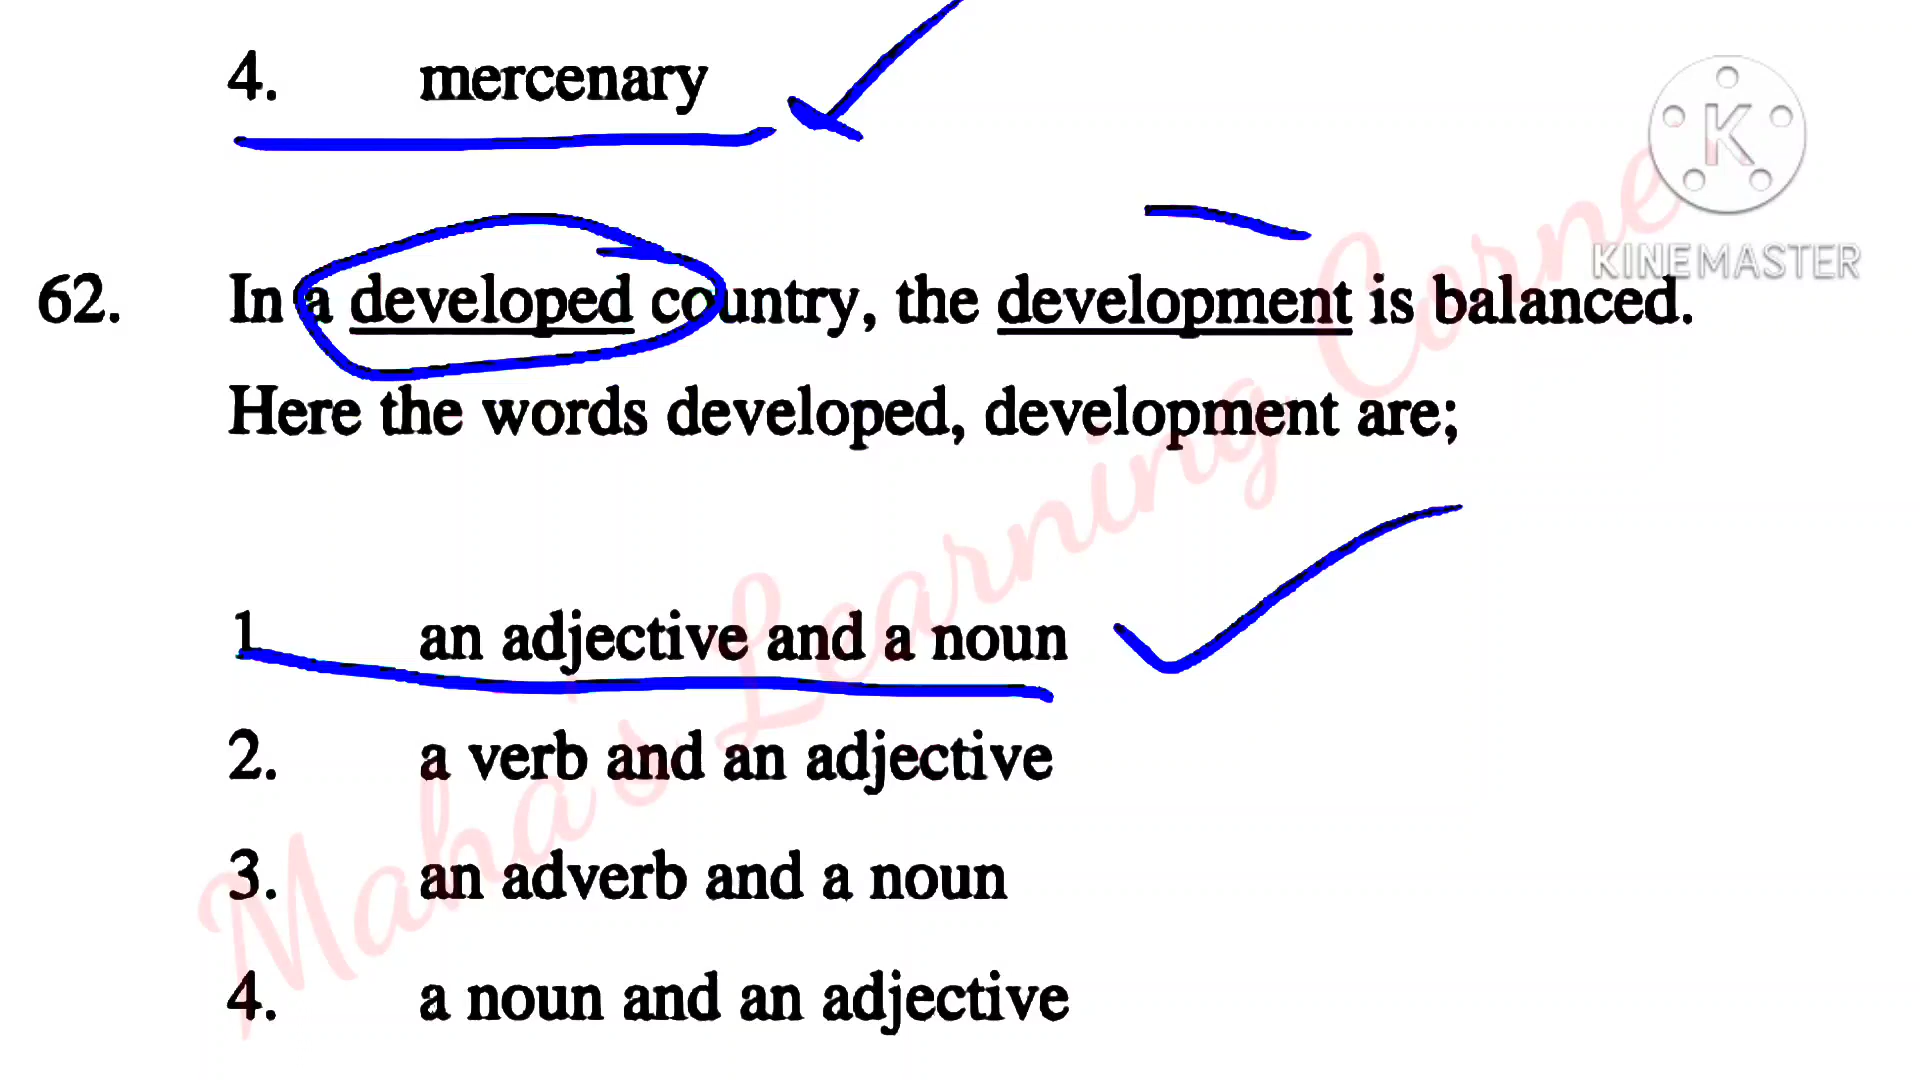 4. mercenary
K
KINEMASTER
62. In a developed country, the development is balanced.
Here the words developed, development are;
1 an adjective and a noun
2. a verb and an adjective
3. an adverb and a noun
4. a noun and an adjective
Maha's Learning Corner